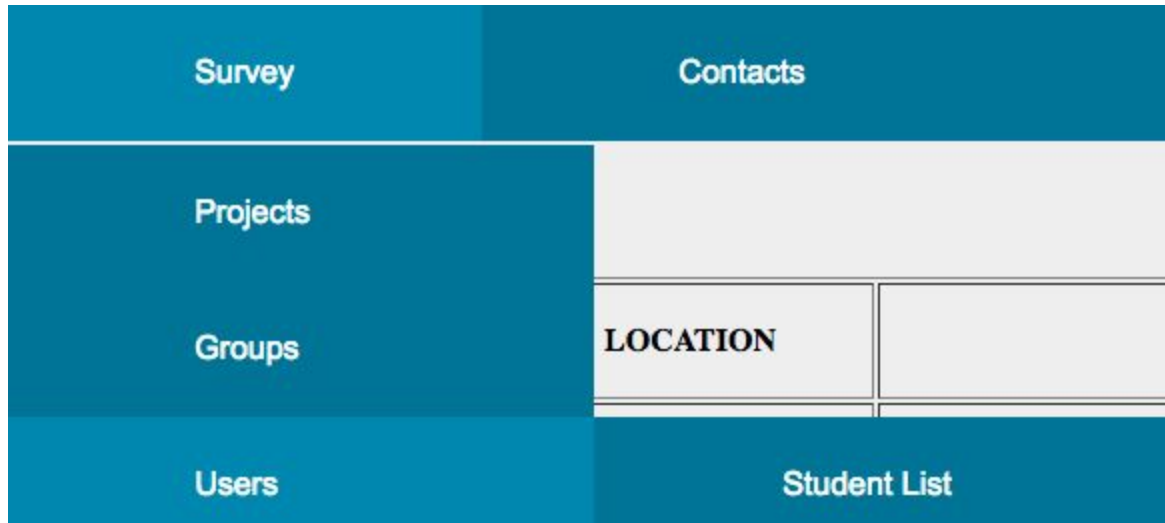 Survey Contacts
Projects
Groups LOCATION
Users Student List